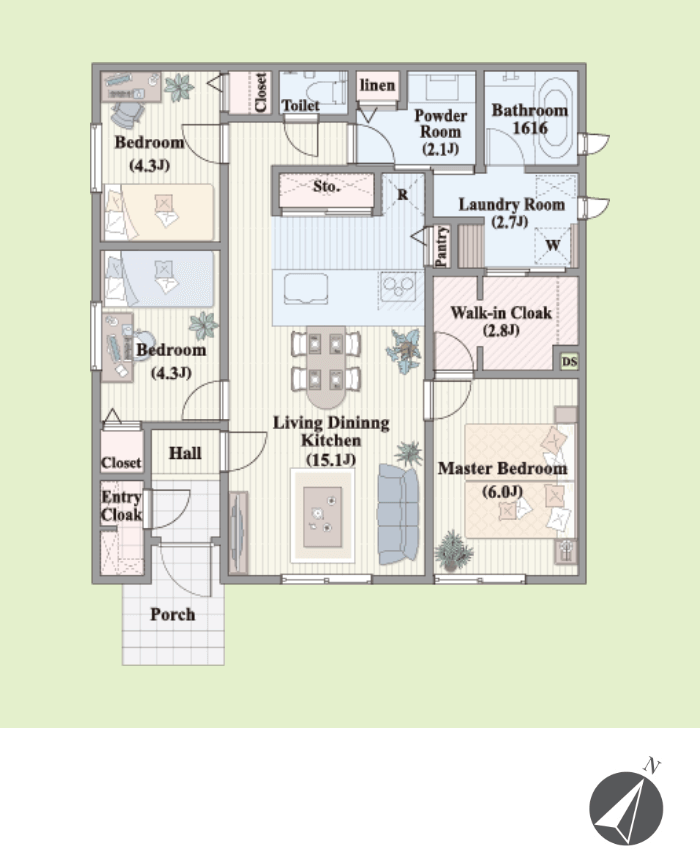 Closet
Toilet
linen
Powder
Room
(2.1J)
Bathroom
1616
Bedroom
(4.3J)
Sto.
R
Laundry Room
(2.7J)
Pantry
W
Walk-in Cloak
(2.8J)
DS
Bedroom
(4.3J)
Living Dininng
Kitchen
(15.1J)
Hall
Closet
Entry
Cloak
Master Bedroom
(6.0J)
Porch
N